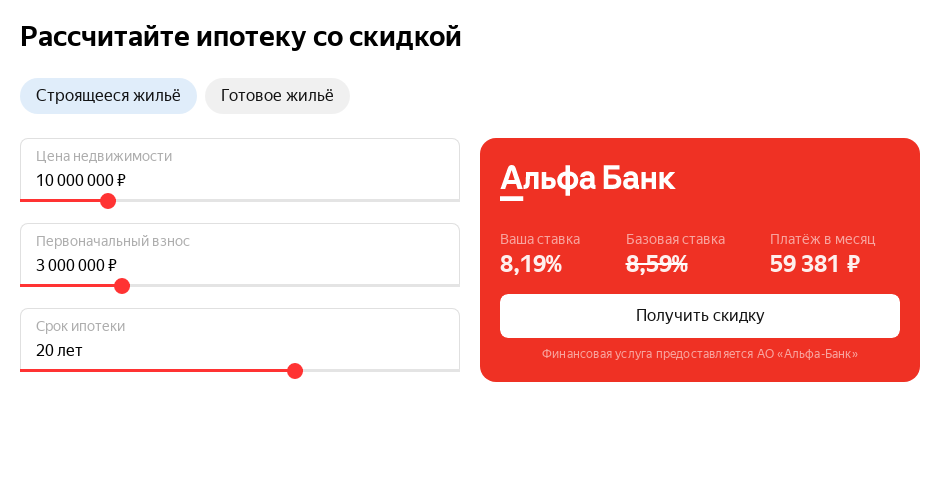 Рассчитайте ипотеку со скидкой
Строящееся жильё
Готовое жильё
Цена недвижимости
10 000 000 ₽
Первоначальный взнос
3 000 000 ₽
Срок ипотеки
20 лет
Альфа Банк
Ваша ставка
8,19%
Базовая ставка
8,59%
Платёж в месяц
59 381 ₽
Получить скидку
Финансовая услуга предоставляется АО «Альфа-Банк»